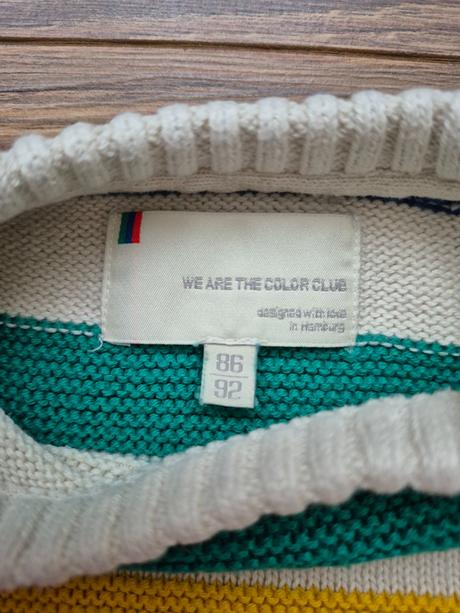 WE ARE THE COLOR CLUB
designed with love
in Hamburg
86
92